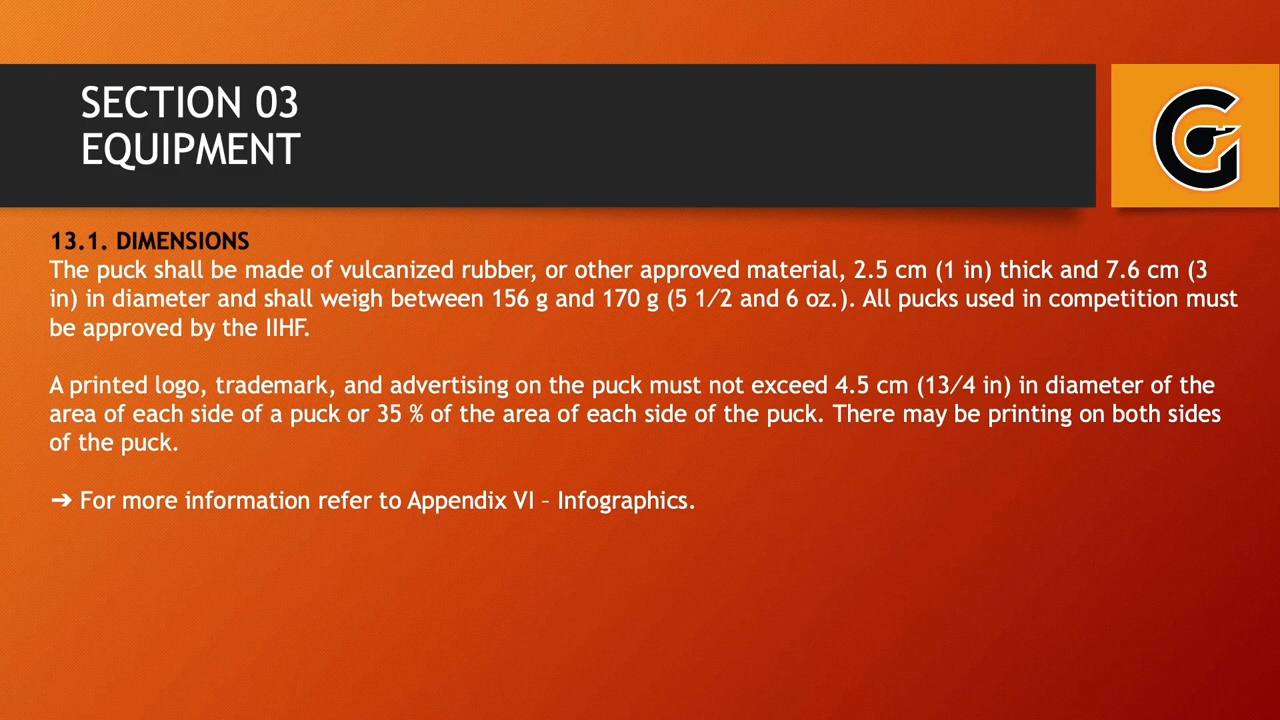 SECTION 03
EQUIPMENT
G
13.1. DIMENSIONS
The puck shall be made of vulcanized rubber, or other approved material, 2.5 cm (1 in) thick and 7.6 cm (3
in) in diameter and shall weigh between 156 g and 170 g (5 1⁄2 and 6 oz.). All pucks used in competition must
be approved by the IIHF.
A printed logo, trademark, and advertising on the puck must not exceed 4.5 cm (13⁄4 in) in diameter of the
area of each side of a puck or 35 % of the area of each side of the puck. There may be printing on both sides
of the puck.
➔ For more information refer to Appendix VI – Infographics.